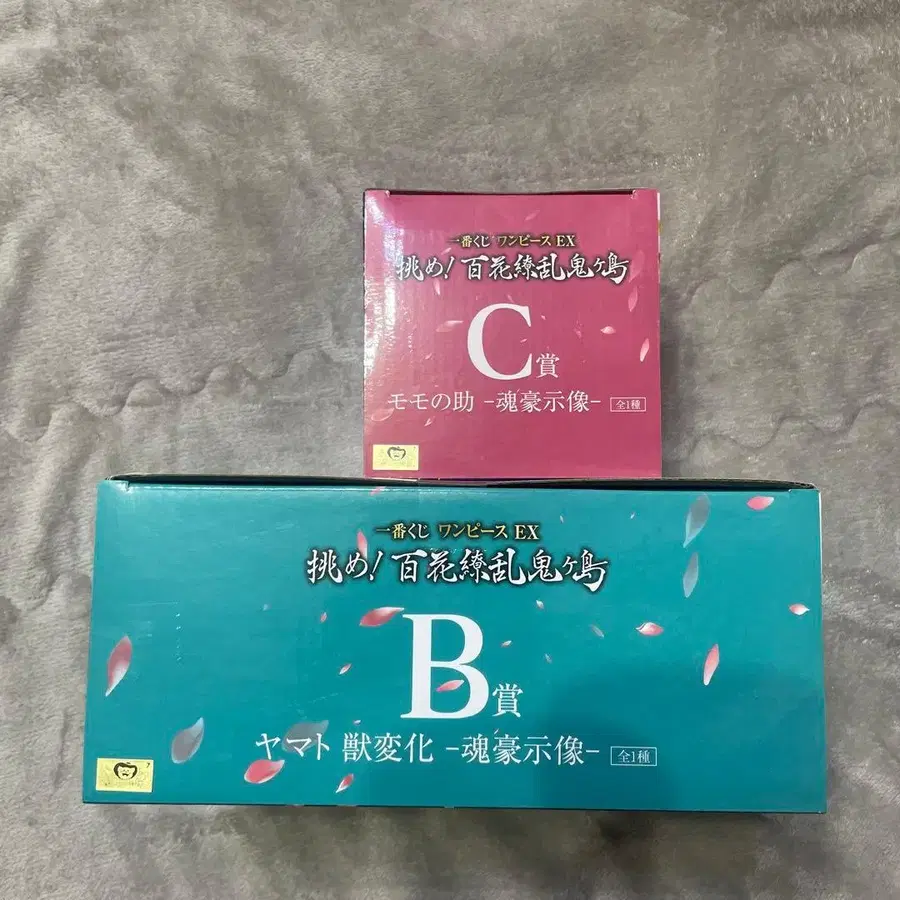 一番くじ ワンピース EX
挑め!百花繚乱鬼ヶ島
C賞
モモの助 -魂豪示像- 全1種
一番くじ ワンピース EX
挑め!百花繚乱鬼ヶ島
B賞
ヤマト 獣変化 -魂豪示像- 全1種